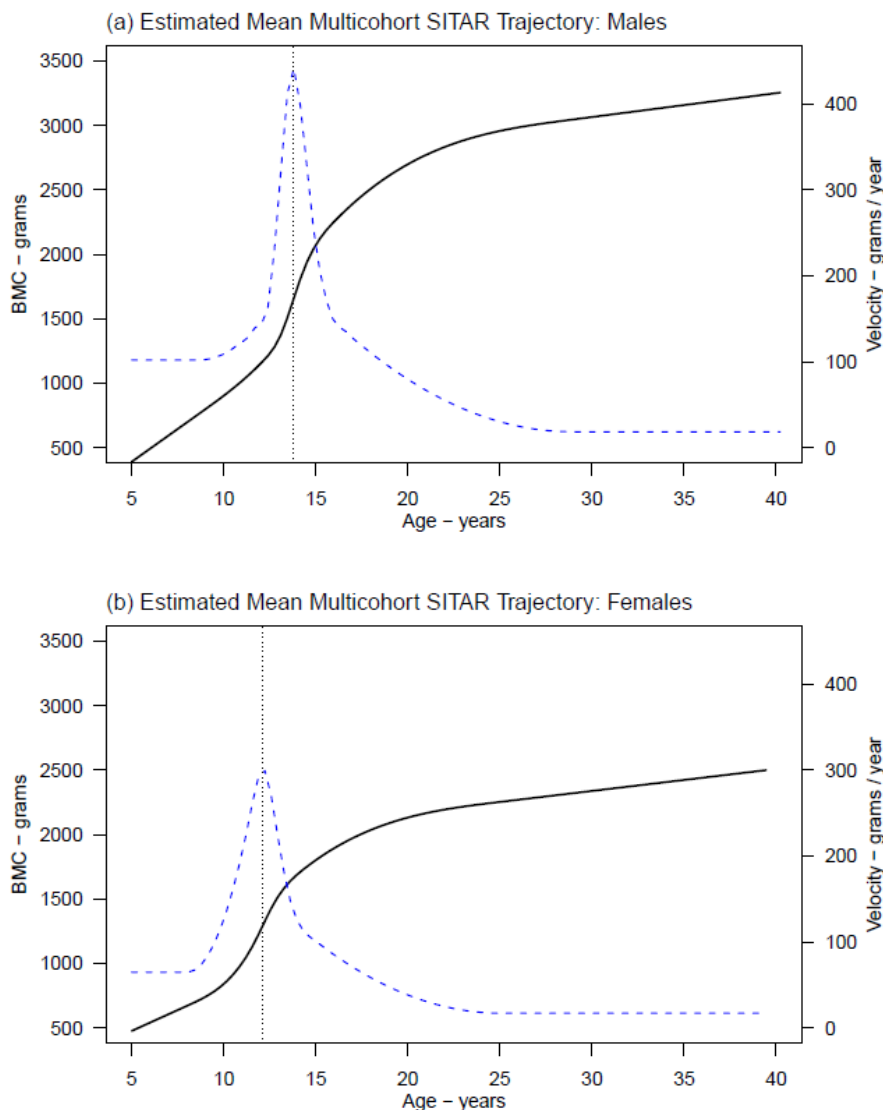 (a) Estimated Mean Multicohort SITAR Trajectory: Males
3500
3000
2500
2000
1500
1000
500
BMC − grams
400
300
200
100
0
Velocity − grams / year
5 10 15 20 25 30 35 40
Age − years
(b) Estimated Mean Multicohort SITAR Trajectory: Females
3500
3000
2500
2000
1500
1000
500
BMC − grams
400
300
200
100
0
Velocity − grams / year
5 10 15 20 25 30 35 40
Age − years